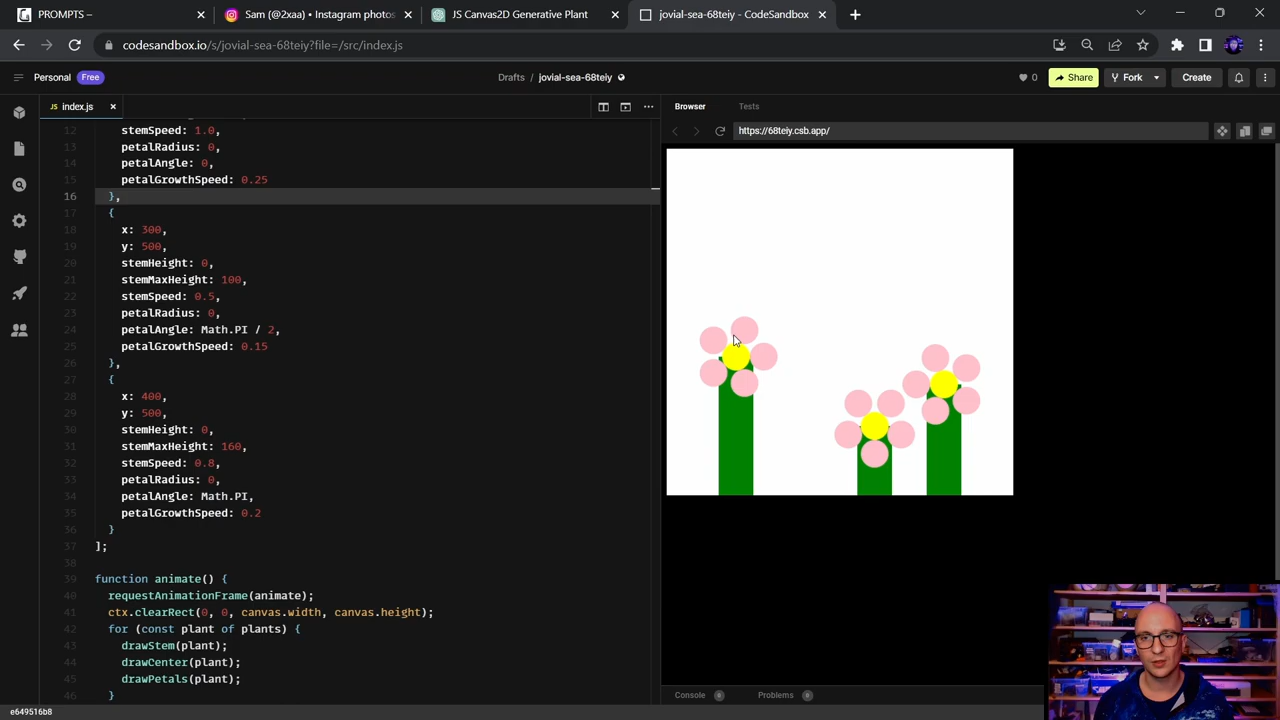 PROMPTS –
Sam (@2xaa) • Instagram photos
JS Canvas2D Generative Plant
jovial-sea-68teiy - CodeSandbox
codesandbox.io/s/jovial-sea-68teiy?file=/src/index.js
Personal Free
Drafts / jovial-sea-68teiy
0
Share
Fork
Create
JS index.js
Browser
Tests
https://68teiy.csb.app/
12 stemSpeed: 1.0,
13 petalRadius: 0,
14 petalAngle: 0,
15 petalGrowthSpeed: 0.25
16 },
17 {
18 x: 300,
19 y: 500,
20 stemHeight: 0,
21 stemMaxHeight: 100,
22 stemSpeed: 0.5,
23 petalRadius: 0,
24 petalAngle: Math.PI / 2,
25 petalGrowthSpeed: 0.15
26 },
27 {
28 x: 400,
29 y: 500,
30 stemHeight: 0,
31 stemMaxHeight: 160,
32 stemSpeed: 0.8,
33 petalRadius: 0,
34 petalAngle: Math.PI,
35 petalGrowthSpeed: 0.2
36 }
37 ];
38
39 function animate() {
40 requestAnimationFrame(animate);
41 ctx.clearRect(0, 0, canvas.width, canvas.height);
42 for (const plant of plants) {
43 drawStem(plant);
44 drawCenter(plant);
45 drawPetals(plant);
46 }
Console 0
Problems 0
e649516b8